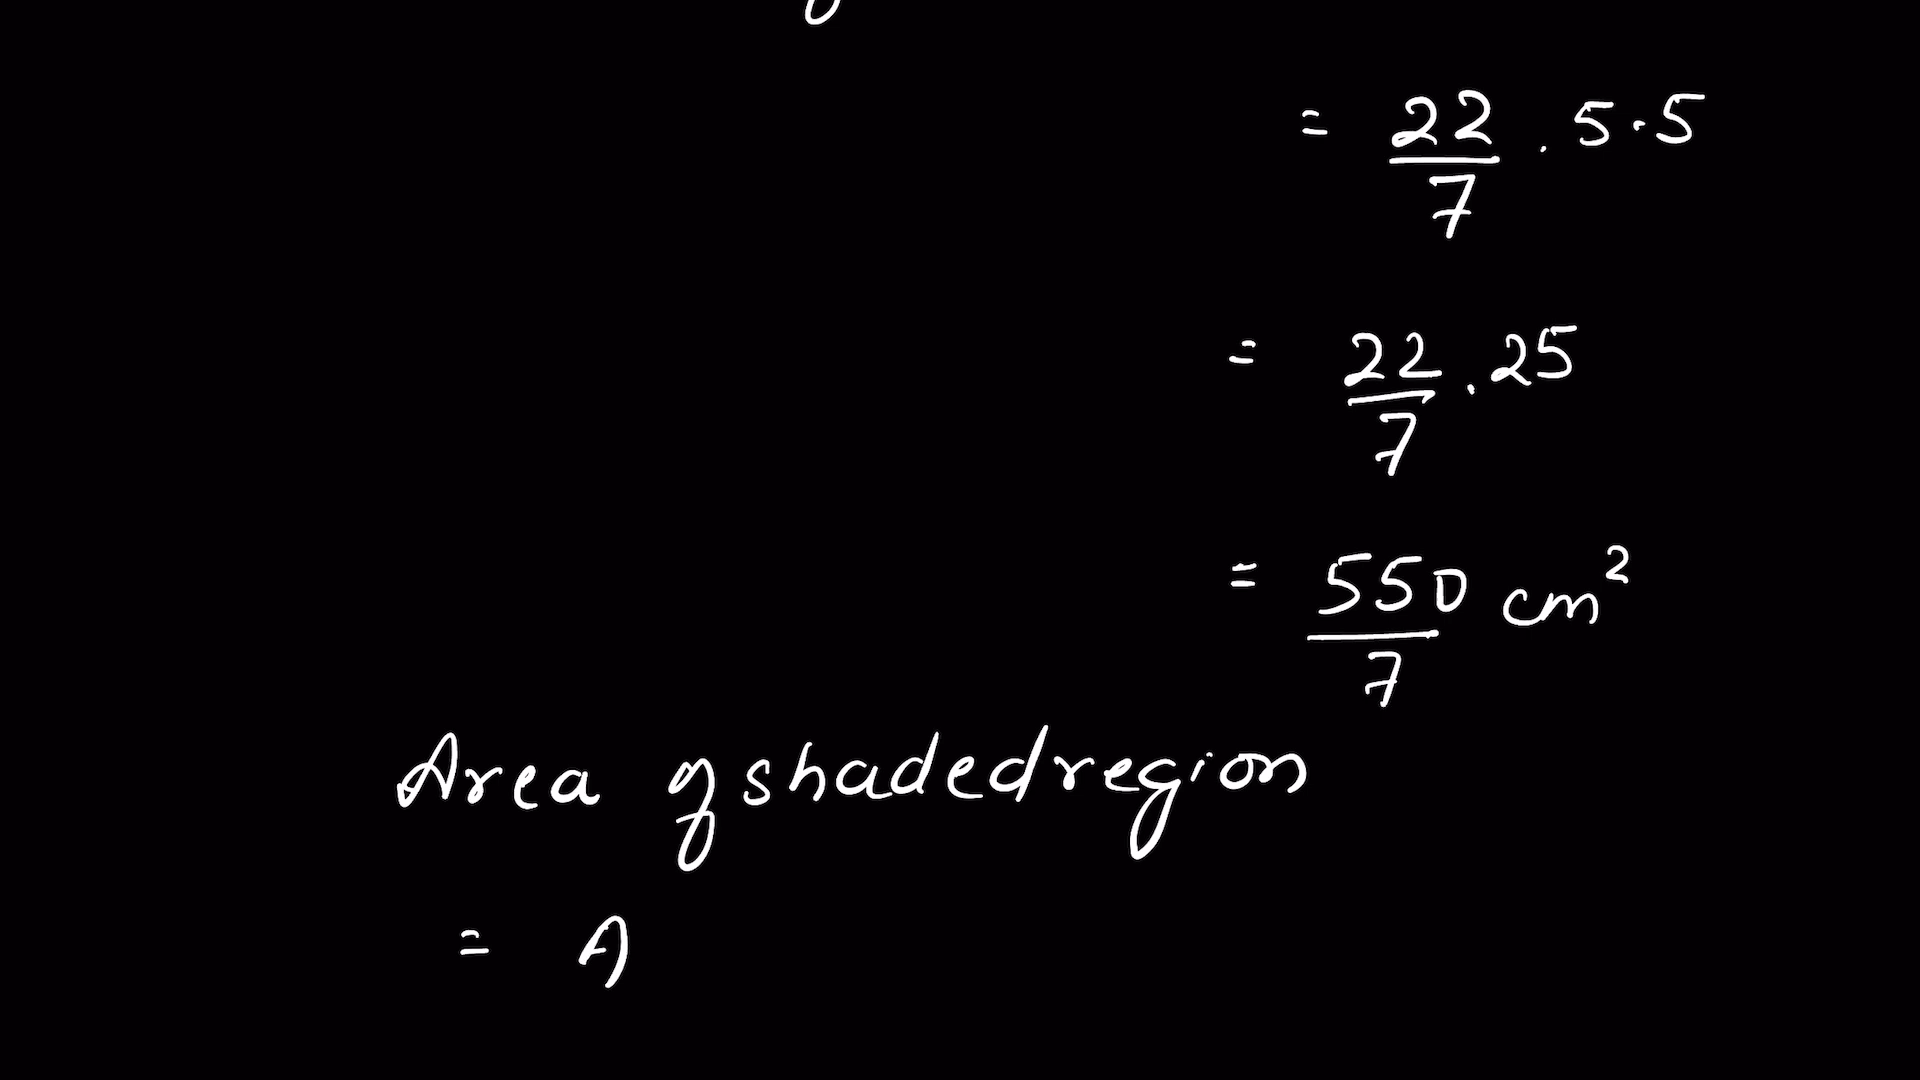 = 22/7 . 5.5
= 22/7 . 25
= 550/7 cm²
Area of shaded region
= A